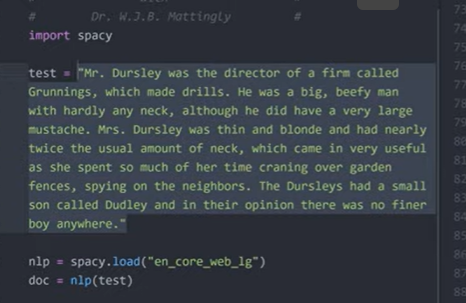 #        Dr. W.J.B. Mattingly        #
import spacy
test = "Mr. Dursley was the director of a firm called
Grunnings, which made drills. He was a big, beefy man
with hardly any neck, although he did have a very large
mustache. Mrs. Dursley was thin and blonde and had nearly
twice the usual amount of neck, which came in very useful
as she spent so much of her time craning over garden
fences, spying on the neighbors. The Dursleys had a small
son called Dudley and in their opinion there was no finer
boy anywhere."
nlp = spacy.load("en_core_web_lg")
doc = nlp(test)